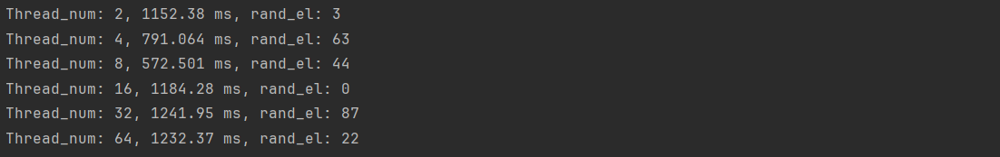 Thread_num: 2, 1152.38 ms, rand_el: 3
Thread_num: 4, 791.064 ms, rand_el: 63
Thread_num: 8, 572.501 ms, rand_el: 44
Thread_num: 16, 1184.28 ms, rand_el: 0
Thread_num: 32, 1241.95 ms, rand_el: 87
Thread_num: 64, 1232.37 ms, rand_el: 22